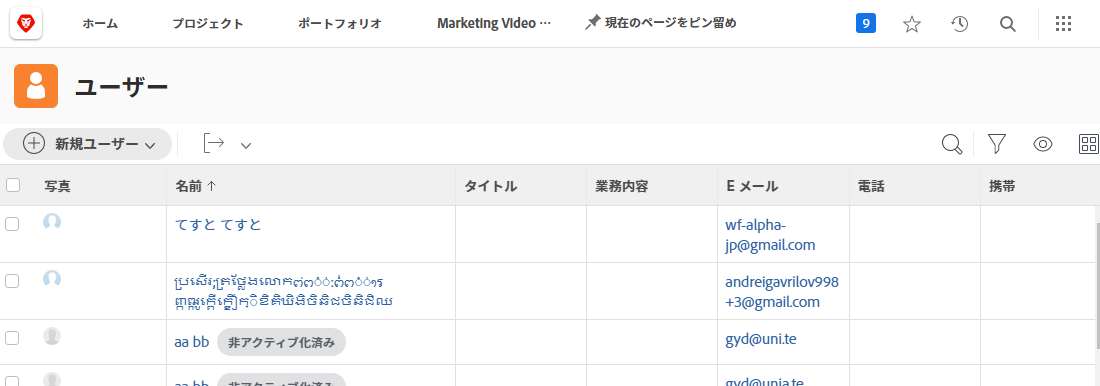 ホーム プロジェクト ポートフォリオ Marketing Video ··· 現在のページをピン留め 9
ユーザー
新規ユーザー
写真 名前 タイトル 業務内容 E メール 電話 携帯
てすと てすと wf-alpha-
jp@gmail.com
andreigavrilov998
+3@gmail.com
aa bb 非アクティブ化済み gyd@uni.te
aa bb 非アクティブ化済み gyd@unia.te